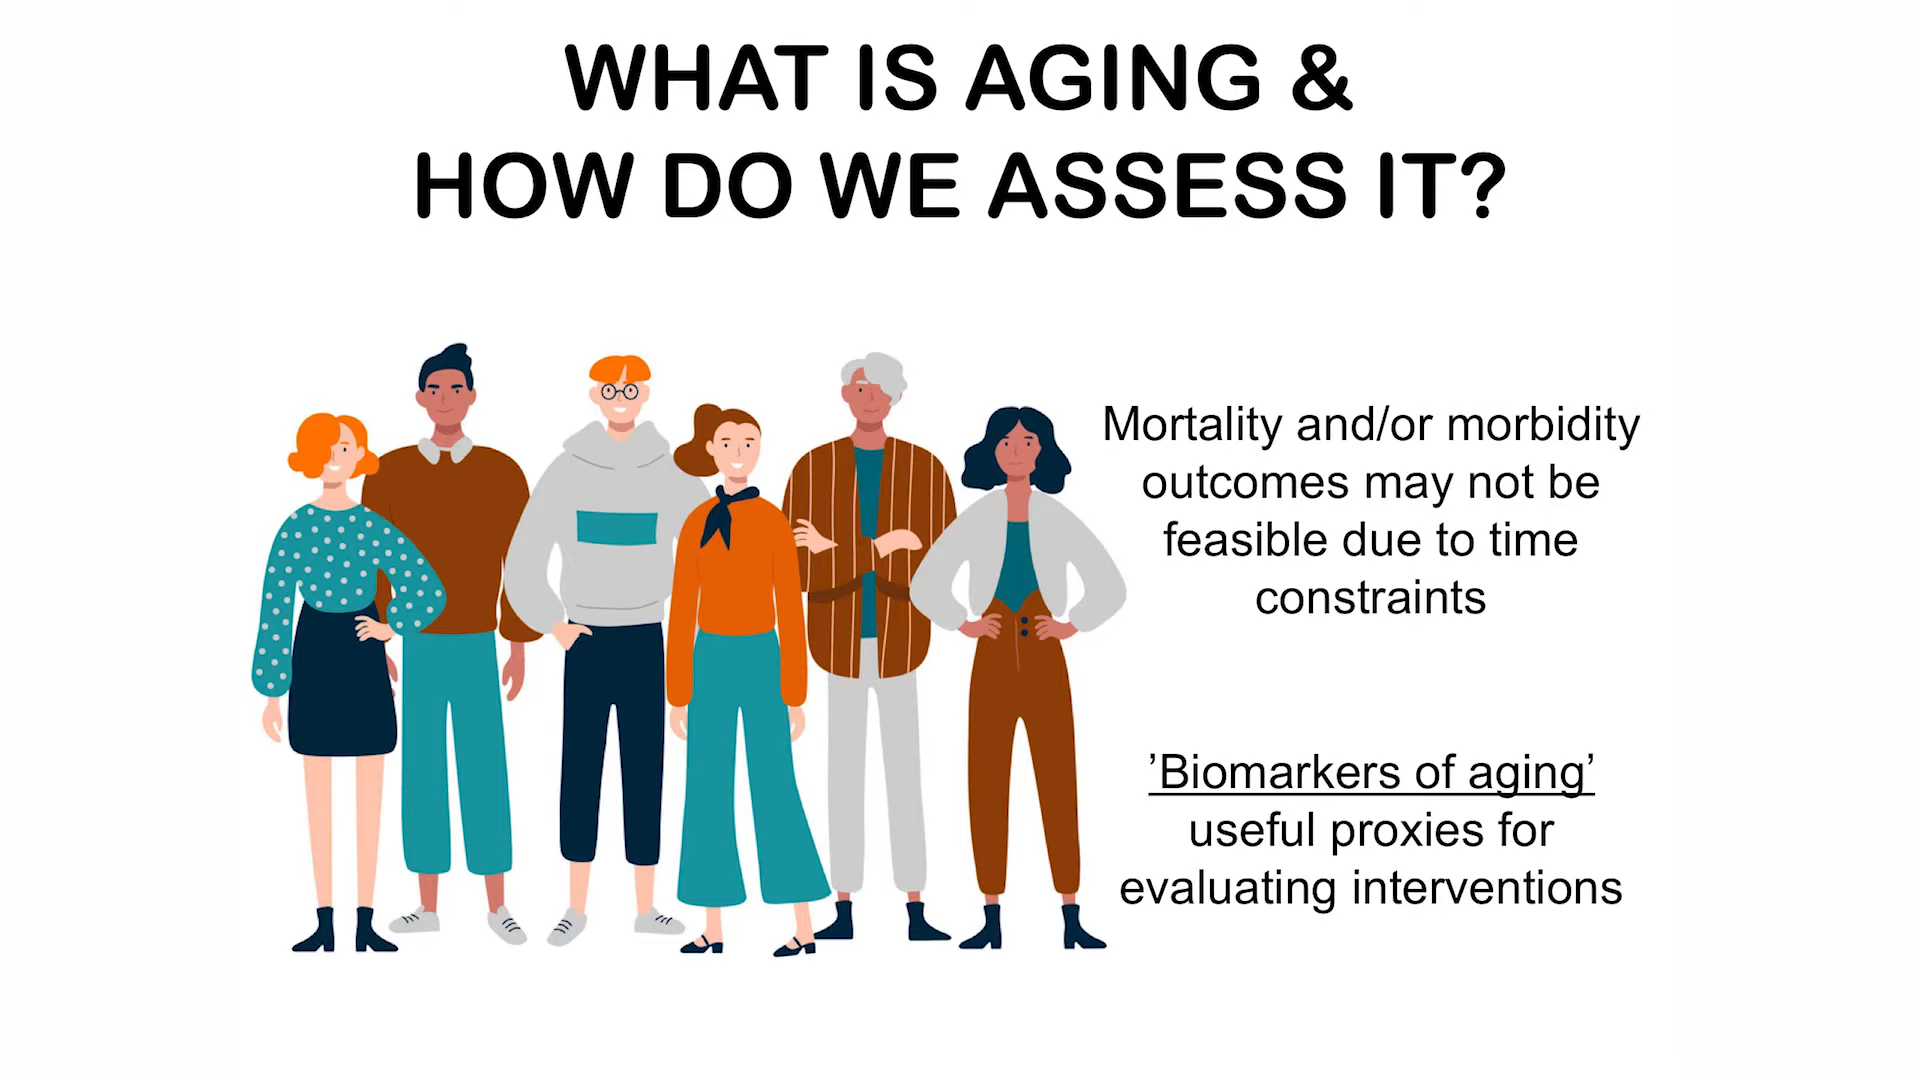 WHAT IS AGING &
HOW DO WE ASSESS IT?
Mortality and/or morbidity
outcomes may not be
feasible due to time
constraints
’Biomarkers of aging’
useful proxies for
evaluating interventions